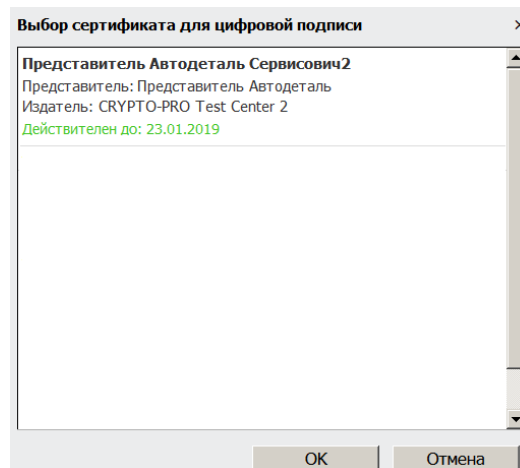 Выбор сертификата для цифровой подписи
Представитель Автодеталь Сервисович2
Представитель: Представитель Автодеталь
Издатель: CRYPTO-PRO Test Center 2
Действителен до: 23.01.2019
OK Отмена